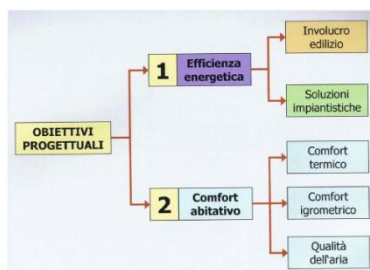 OBIETTIVI
PROGETTUALI
1
Efficienza
energetica
Involucro
edilizio
Soluzioni
impiantistiche
2
Comfort
abitativo
Comfort
termico
Comfort
igrometrico
Qualità
dell'aria